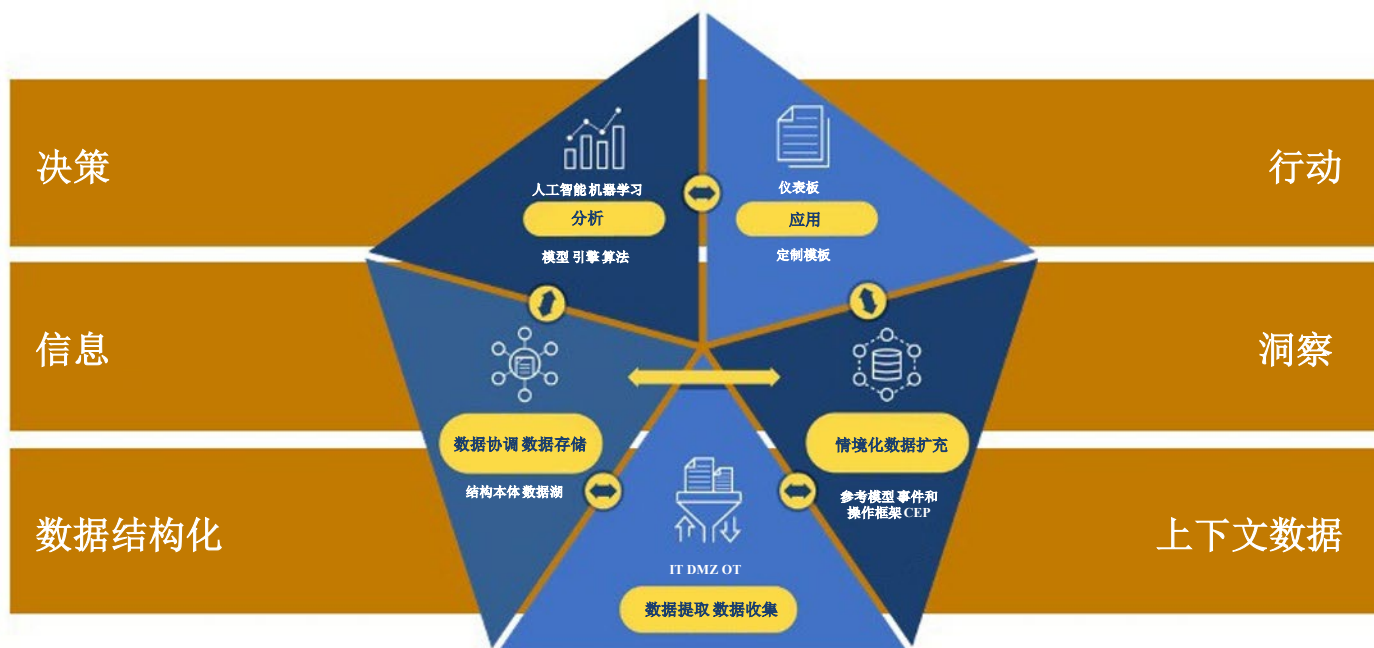 决策
行动
人工智能 机器学习
分析
模型 引擎 算法
仪表板
应用
定制模板
信息
洞察
数据协调 数据存储
结构本体 数据湖
情境化数据扩充
参考模型 事件和
操作框架 CEP
数据结构化
上下文数据
IT DMZ OT
数据提取 数据收集